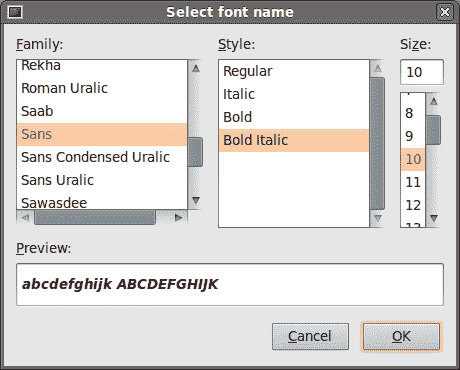 Select font name
Family:
Rekha
Roman Uralic
Saab
Sans
Sans Condensed Uralic
Sans Uralic
Sawasdee
Style:
Regular
Italic
Bold
Bold Italic
Size:
10
8
9
10
11
12
Preview:
abcdefghijk ABCDEFGHIJK
Cancel
OK